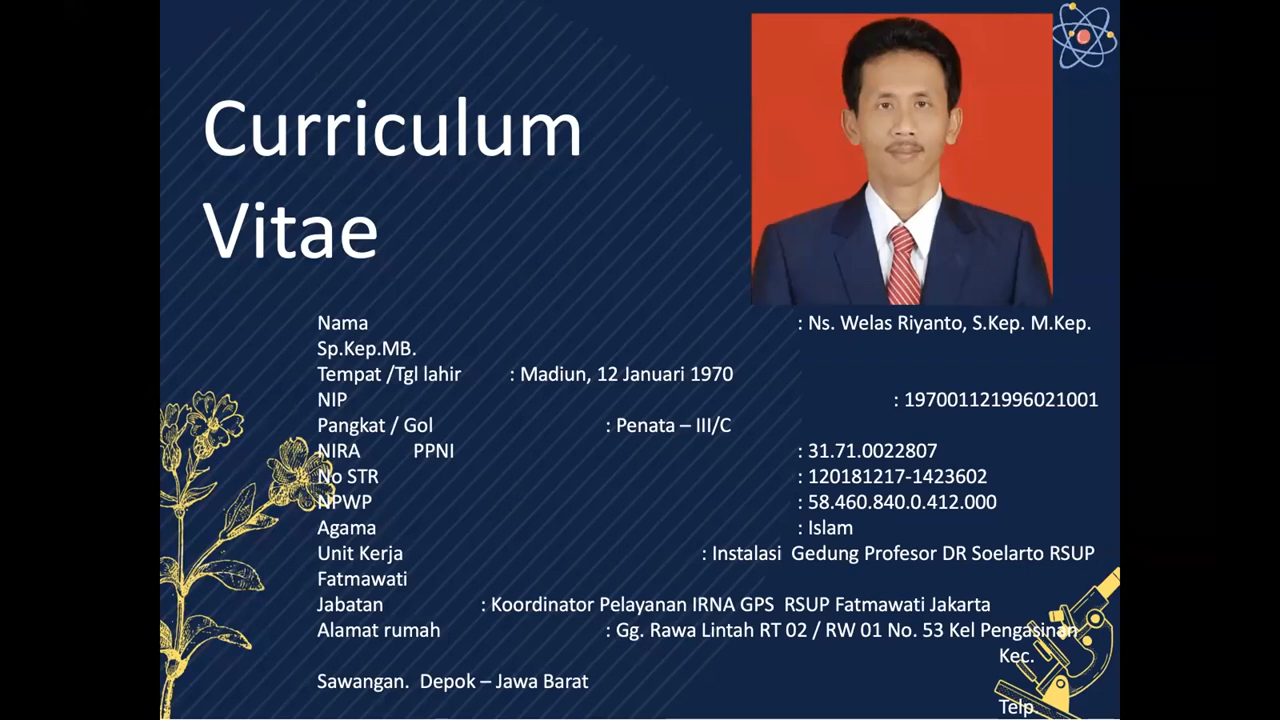 Curriculum
Vitae
Nama : Ns. Welas Riyanto, S.Kep. M.Kep.
Sp.Kep.MB.
Tempat /Tgl lahir : Madiun, 12 Januari 1970
NIP : 197001121996021001
Pangkat / Gol : Penata – III/C
NIRA PPNI : 31.71.0022807
No STR : 120181217-1423602
NPWP : 58.460.840.0.412.000
Agama : Islam
Unit Kerja : Instalasi Gedung Profesor DR Soelarto RSUP
Fatmawati
Jabatan : Koordinator Pelayanan IRNA GPS RSUP Fatmawati Jakarta
Alamat rumah : Gg. Rawa Lintah RT 02 / RW 01 No. 53 Kel Pengasinan
Kec.
Sawangan. Depok – Jawa Barat
Telp.